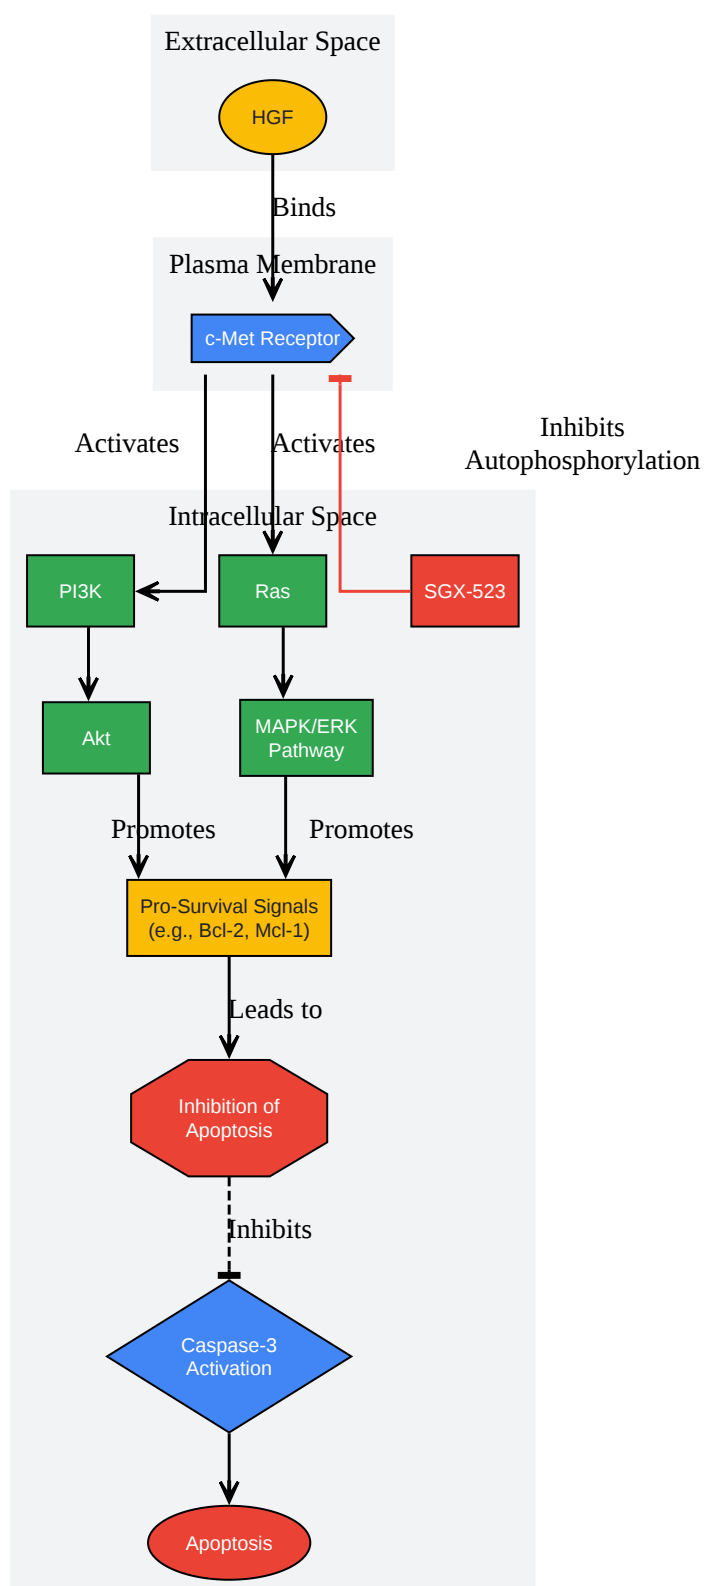 Extracellular Space
HGF
Binds
Plasma Membrane
c-Met Receptor
Activates
Activates
Inhibits
Autophosphorylation
Intracellular Space
PI3K
Ras
SGX-523
Akt
MAPK/ERK
Pathway
Promotes
Promotes
Pro-Survival Signals
(e.g., Bcl-2, Mcl-1)
Leads to
Inhibition of
Apoptosis
Inhibits
Caspase-3
Activation
Apoptosis